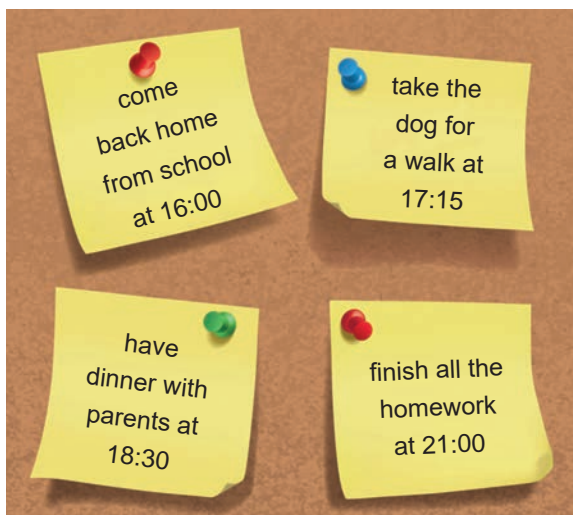 come
back home
from school
at 16:00
take the
dog for
a walk at
17:15
have
dinner with
parents at
18:30
finish all the
homework
at 21:00